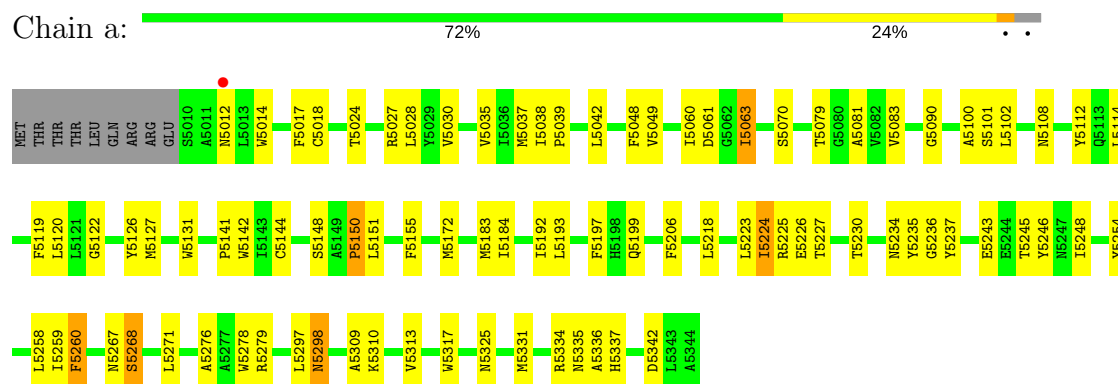 Chain a:
72% 24% • •
MET THR THR THR LEU GLN ARG ARG GLU S5010 A5011 N5012 L5013 W5014 F5017 C5018 T5024 R5027 L5028 Y5029 V5030 V5035 I5036 M5037 I5038 P5039 L5042 F5048 V5049 I5060 D5061 G5062 I5063 S5070 T5079 G5080 A5081 V5082 V5083 G5090 A5100 S5101 L5102 N5108 Y5112 Q5113
F5119 L5120 L5121 G5122 Y5126 M5127 W5131 P5141 W5142 I5143 C5144 S5148 A5149 P5150 L5151 F5155 M5172 M5183 I5184 I5192 L5193 F5197 H5198 Q5199 F5206 L5218 L5223 I5224 R5225 E5226 T5227 T5230 N5234 Y5235 G5236 Y5237 E5243 E5244 T5245 Y5246 N5247 I5248
L5258 I5259 F5260 N5267 S5268 L5271 A5276 A5277 W5278 R5279 L5297 N5298 A5309 K5310 V5313 W5317 N5325 M5331 R5334 N5335 A5336 H5337 D5342 L5343 A5344